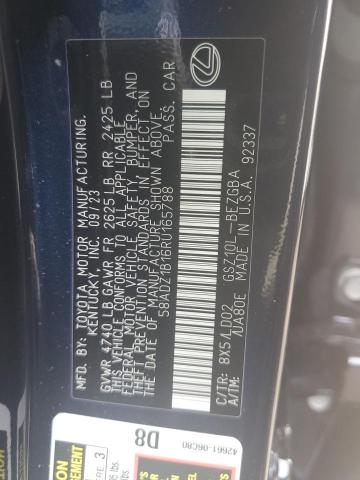 MFD. BY: TOYOTA MOTOR MANUFACTURING,
KENTUCKY, INC. 09/23
GVWR 4740 LB GAWR FR 2625 LB RR 2425 LB
THIS VEHICLE CONFORMS TO ALL APPLICABLE
FEDERAL MOTOR VEHICLE SAFETY, BUMPER, AND
THEFT PREVENTION STANDARDS IN EFFECT ON
THE DATE OF MANUFACTURE SHOWN ABOVE.
58ADZ1B16RU165788 PASS. CAR
C/TR: 8X5/LD02 GSZ10L-BEZGBA
A/TM: -/UA80E MADE IN U.S.A. 92337
D8
42661-06C80